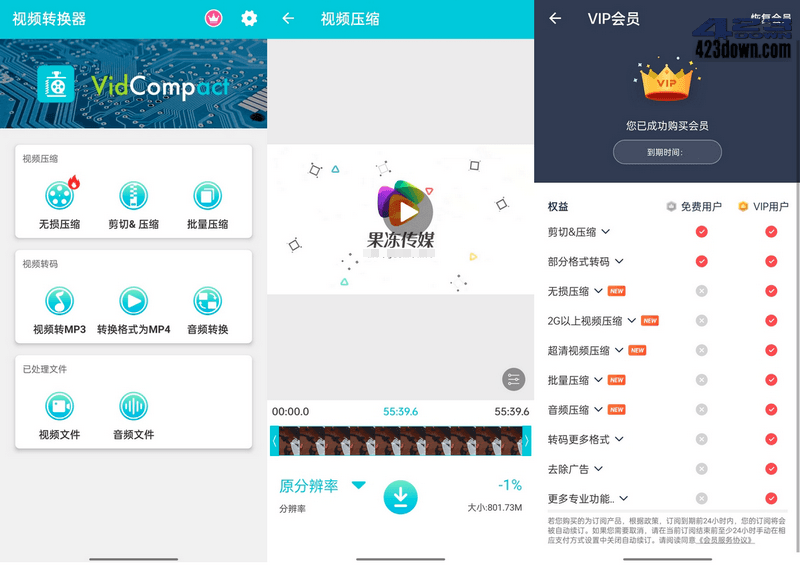 视频转换器
VidCompact
视频压缩
无损压缩
剪切& 压缩
批量压缩
视频转码
视频转MP3
转换格式为MP4
音频转换
已处理文件
视频文件
音频文件
视频压缩
果冻传媒
00:00.0
55:39.6
55:39.6
原分辨率
-1%
分辨率
大小:801.73M
VIP会员
恢复会员
423DOWN
423down.com
VIP
您已成功购买会员
到期时间:
权益
免费用户
VIP用户
剪切&压缩
部分格式转码
无损压缩 NEW
2G以上视频压缩 NEW
超清视频压缩 NEW
批量压缩 NEW
音频压缩 NEW
转码更多格式
去除广告
更多专业功能..
若您购买的为订阅产品，根据政策，订阅到期前24小时内，您的订阅将会
被自动续订。如果您需要取消，请在当前订阅结束前至少24小时手动在相
应支付方式设置中关闭自动续订。请阅读同意《会员服务协议》